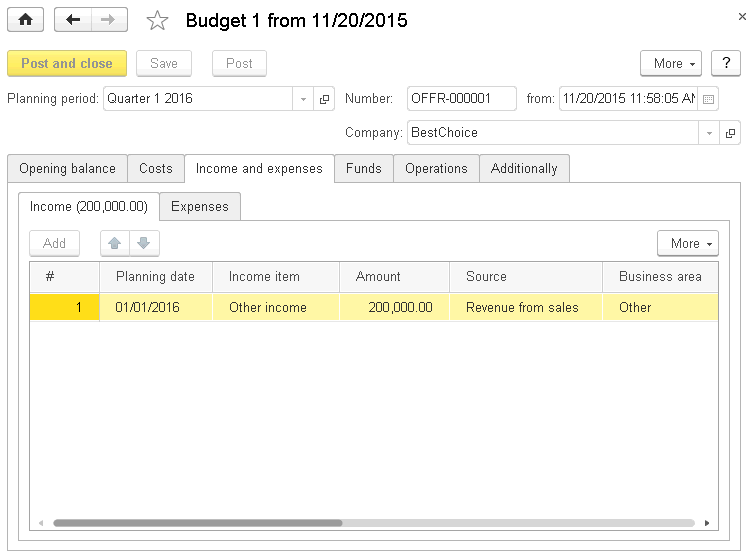 Budget 1 from 11/20/2015
Post and close Save Post More ?
Planning period: Quarter 1 2016 Number: OFFR-000001 from: 11/20/2015 11:58:05 AM
Company: BestChoice
Opening balance Costs Income and expenses Funds Operations Additionally
Income (200,000.00) Expenses
Add More
# Planning date Income item Amount Source Business area
1 01/01/2016 Other income 200,000.00 Revenue from sales Other